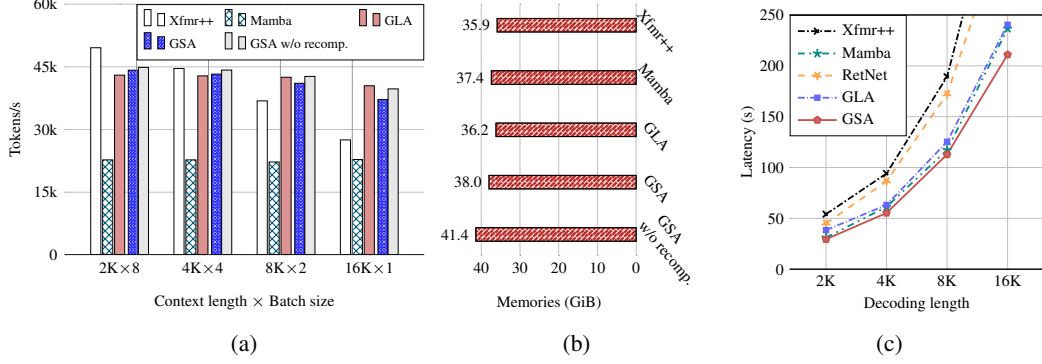 60k
45k
30k
15k
0
Tokens/s
Xfmr++
Mamba
GLA
GSA
GSA w/o recomp.
2K × 8
4K × 4
8K × 2
16K × 1
Context length × Batch size
(a)
35.9
Xfmr++
37.4
Mamba
36.2
GLA
38.0
GSA
41.4
GSA
w/o recomp.
40
30
20
10
0
Memories (GiB)
(b)
250
200
150
100
50
0
Latency (s)
Xfmr++
Mamba
RetNet
GLA
GSA
2K
4K
8K
16K
Decoding length
(c)